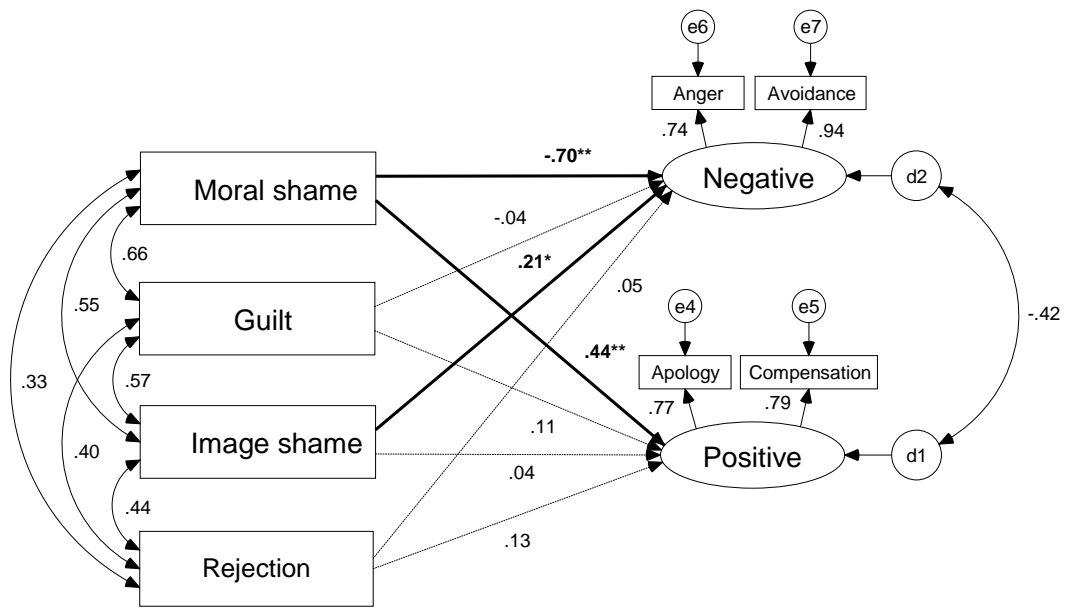 e6
e7
Anger
Avoidance
.74
.94
-.70**
Moral shame
Negative
d2
-.04
.66
.21*
.05
.55
Guilt
e4
e5
-.42
.44**
.33
.57
Apology
Compensation
.77
.79
.11
.40
Image shame
Positive
d1
.04
.44
.13
Rejection